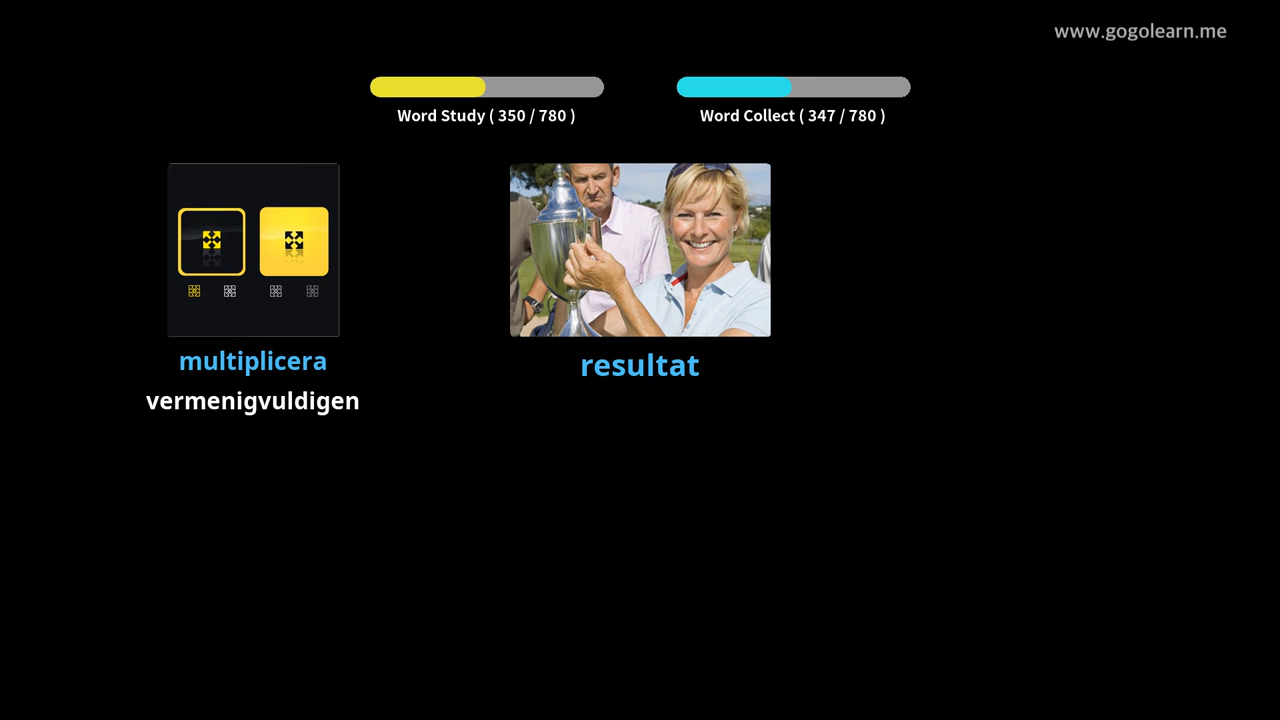 www.gogolearn.me
Word Study ( 350 / 780 )
Word Collect ( 347 / 780 )
multiplicera
vermenigvuldigen
resultat